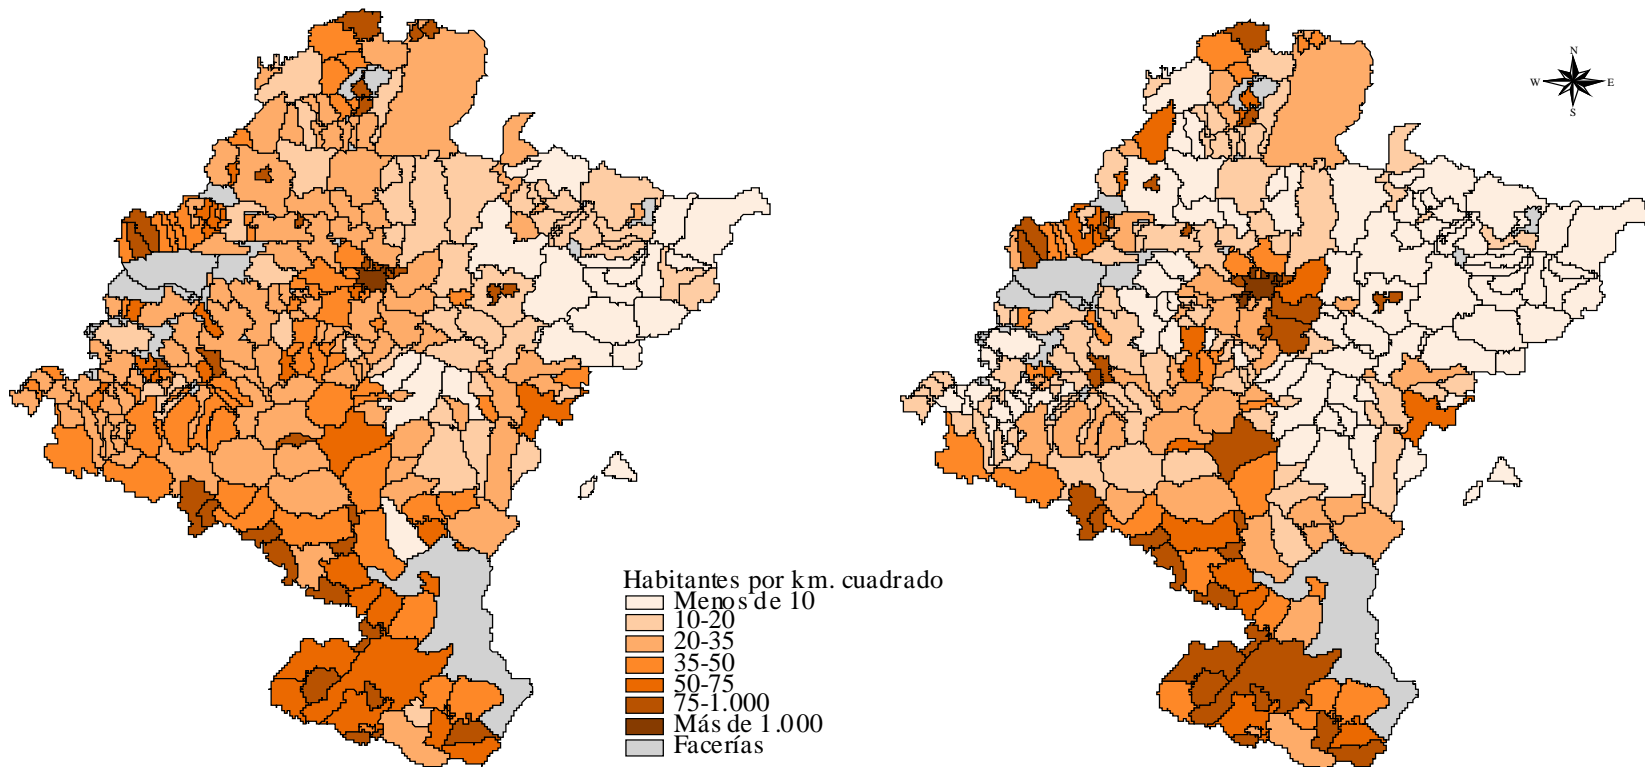 N
W E
S
Habitantes por km. cuadrado
Menos de 10
10-20
20-35
35-50
50-75
75-1.000
Más de 1.000
Facerías